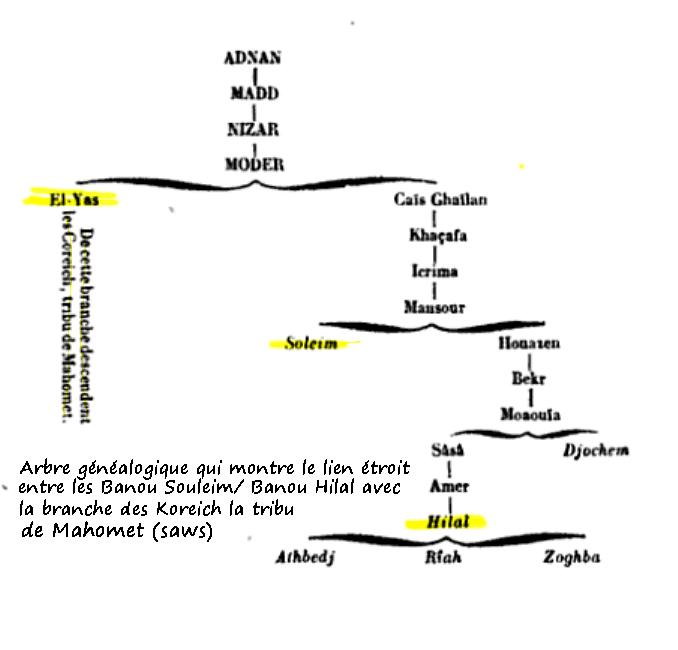 ADNAN
MADD
NIZAR
MODER
El-Yas
Caïs Ghaïlan
De cette branche descendent
les Coreich, tribu de Mahomet.
Khaçafa
Icrima
Mansour
Soleim
Houazen
Bekr
Moaouïa
Sâsâ
Djochem
Amer
Hilal
Athbedj
Rîah
Zoghba
Arbre généalogique qui montre le lien étroit
entre les Banou Souleim/ Banou Hilal avec
la branche des Koreich la tribu
de Mahomet (saws)